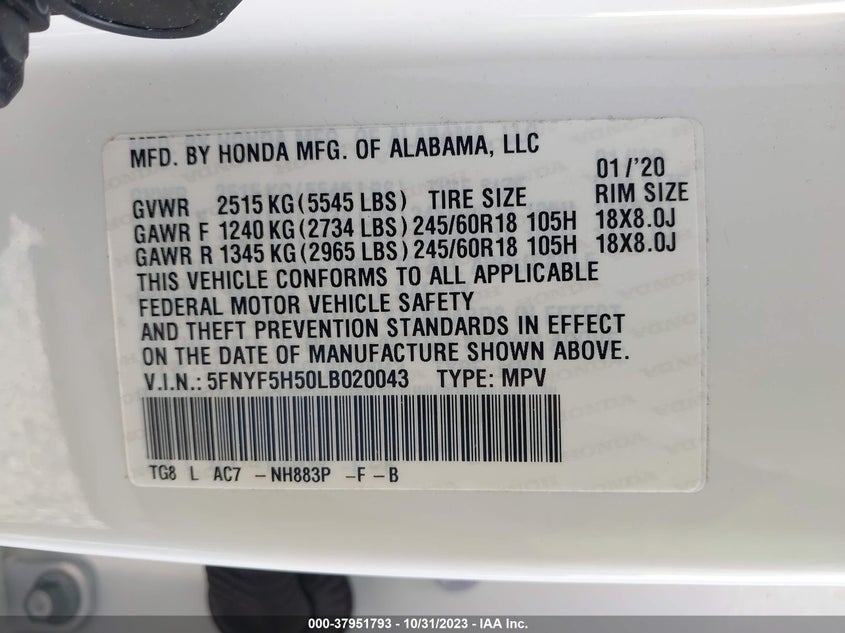 MFD. BY HONDA MFG. OF ALABAMA, LLC
01/'20
GVWR 2515 KG (5545 LBS) TIRE SIZE RIM SIZE
GAWR F 1240 KG (2734 LBS) 245/60R18 105H 18X8.0J
GAWR R 1345 KG (2965 LBS) 245/60R18 105H 18X8.0J
THIS VEHICLE CONFORMS TO ALL APPLICABLE
FEDERAL MOTOR VEHICLE SAFETY
AND THEFT PREVENTION STANDARDS IN EFFECT
ON THE DATE OF MANUFACTURE SHOWN ABOVE.
V.I.N.: 5FNYF5H50LB020043 TYPE: MPV
TG8 L AC7 -NH883P -F -B
000-37951793 - 10/31/2023 - IAA Inc.